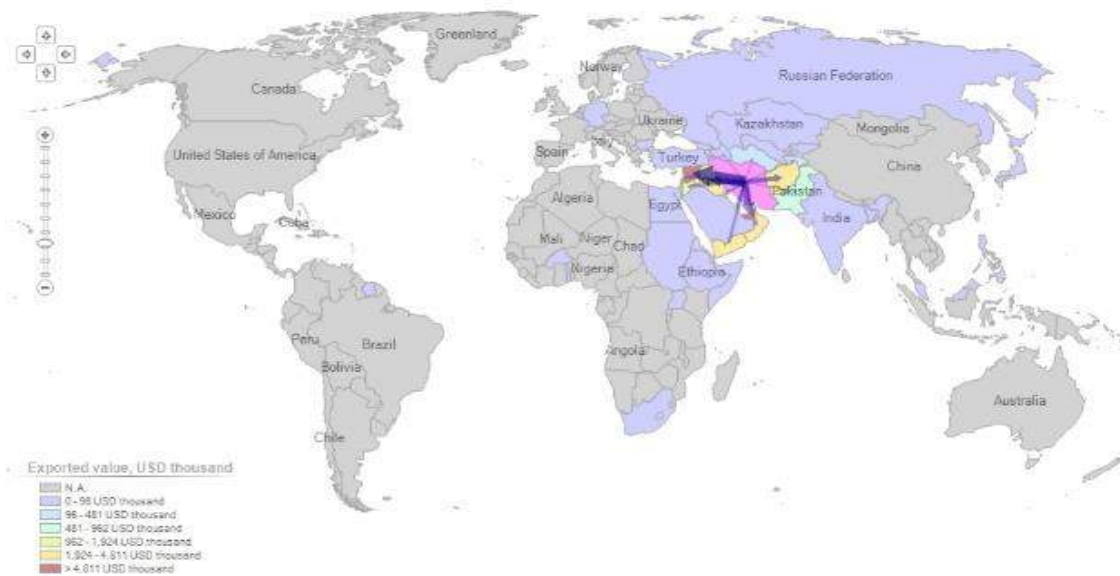 Greenland
Norway
Russian Federation
Canada
Ukraine
Kazakhstan
Mongolia
United States of America
Spain
Italy
Turkey
China
Algeria
Pakistan
Mexico
Cuba
Egypt
India
Mali
Niger
Chad
Nigeria
Ethiopia
Peru
Brazil
Angola
Bolivia
Australia
Chile
Exported value, USD thousand
N.A.
0 - 96 USD thousand
96 - 481 USD thousand
481 - 962 USD thousand
962 - 1,924 USD thousand
1,924 - 4,811 USD thousand
> 4,811 USD thousand